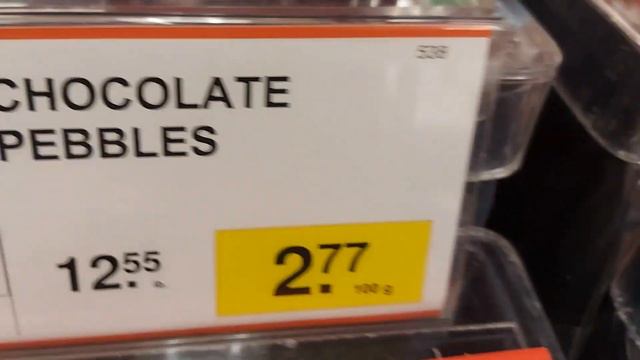 538
CHOCOLATE
PEBBLES
12.55
2.77
100 g